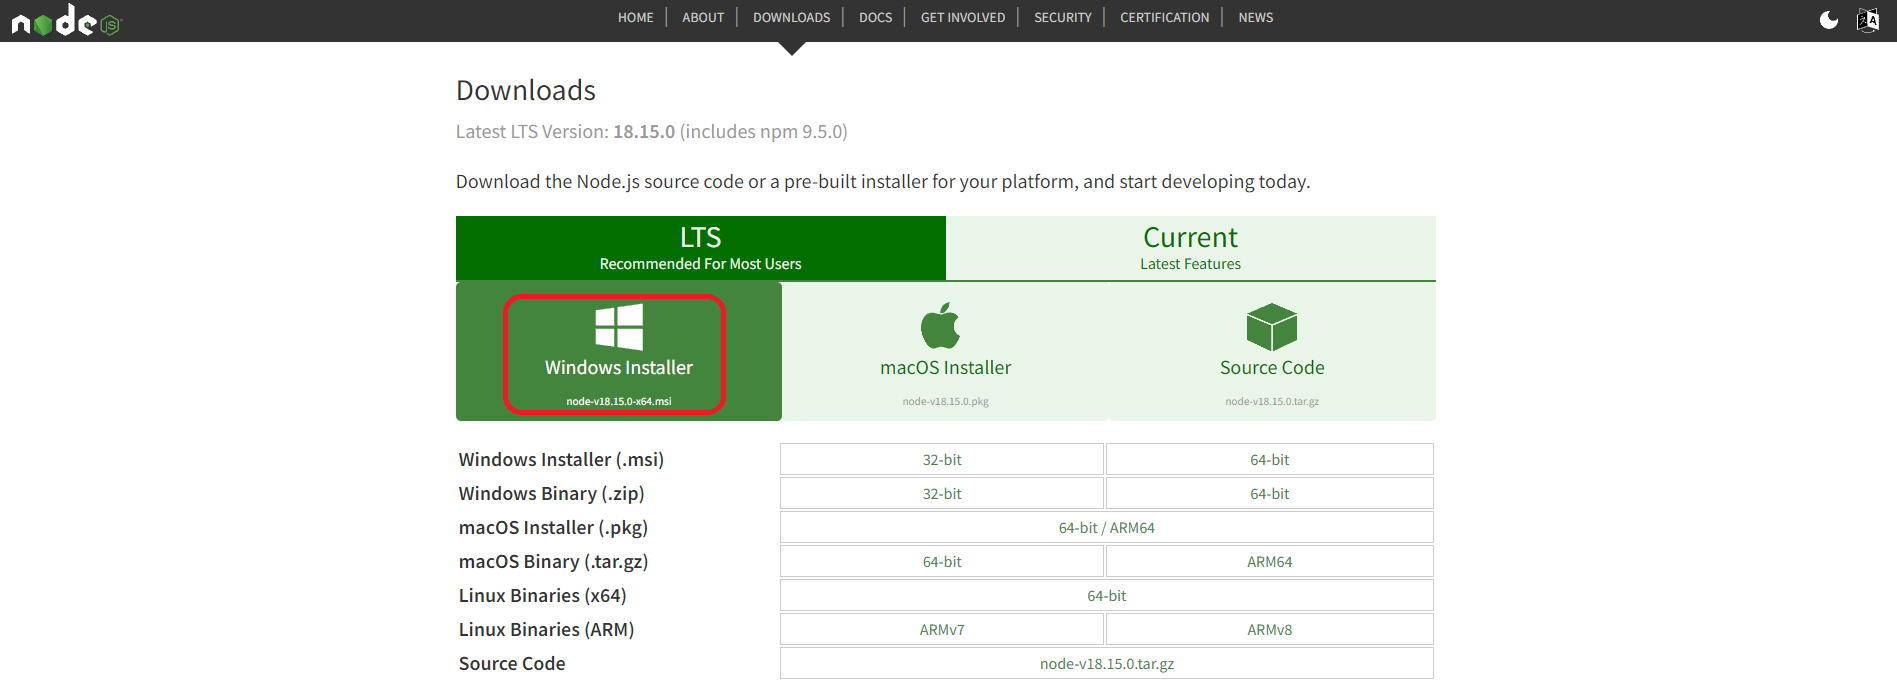 node JS
HOME ABOUT DOWNLOADS DOCS GET INVOLVED SECURITY CERTIFICATION NEWS
Downloads
Latest LTS Version: 18.15.0 (includes npm 9.5.0)
Download the Node.js source code or a pre-built installer for your platform, and start developing today.
LTS
Recommended For Most Users
Current
Latest Features
Windows Installer
node-v18.15.0-x64.msi
macOS Installer
node-v18.15.0.pkg
Source Code
node-v18.15.0.tar.gz
Windows Installer (.msi) 32-bit 64-bit
Windows Binary (.zip) 32-bit 64-bit
macOS Installer (.pkg) 64-bit / ARM64
macOS Binary (.tar.gz) 64-bit ARM64
Linux Binaries (x64) 64-bit
Linux Binaries (ARM) ARMv7 ARMv8
Source Code node-v18.15.0.tar.gz